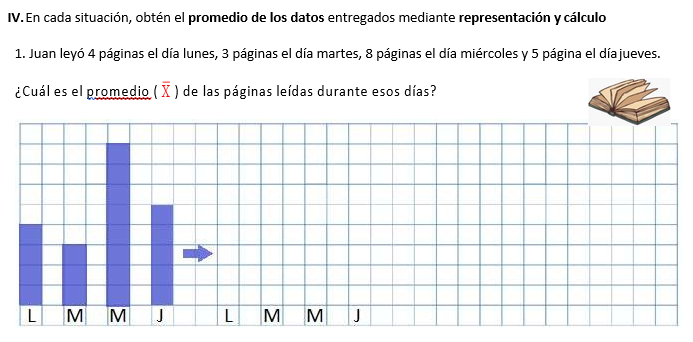 IV. En cada situación, obtén el promedio de los datos entregados mediante representación y cálculo
1. Juan leyó 4 páginas el día lunes, 3 páginas el día martes, 8 páginas el día miércoles y 5 página el día jueves.
¿Cuál es el promedio ( X̅ ) de las páginas leídas durante esos días?
L M M J L M M J